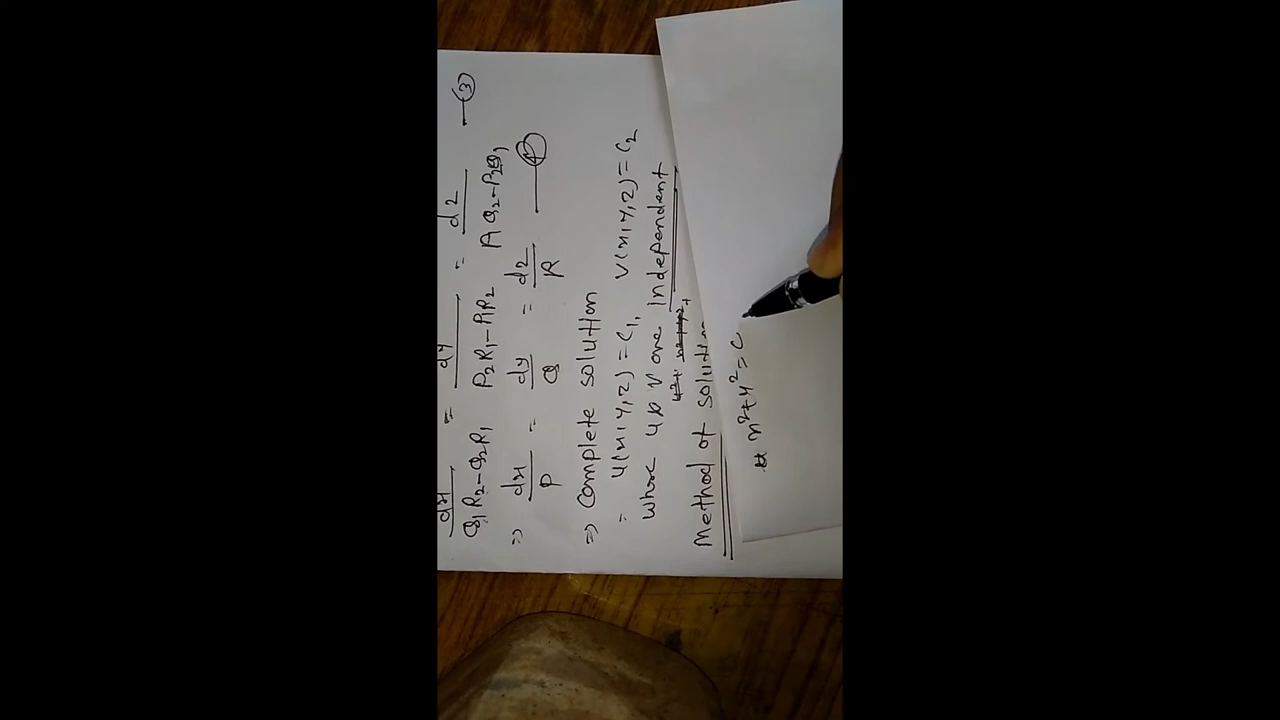 dx/Q₁R₂-Q₂R₁ = dy/P₂R₁-P₁R₂ = dz/P₁Q₂-P₂Q₁ —③
⇒ dx/P = dy/Q = dz/R —④
⇒ Complete solution
= u(x,y,z)=C₁, v(x,y,z)=C₂
where u & v are independent
Method of
x²+y²=C